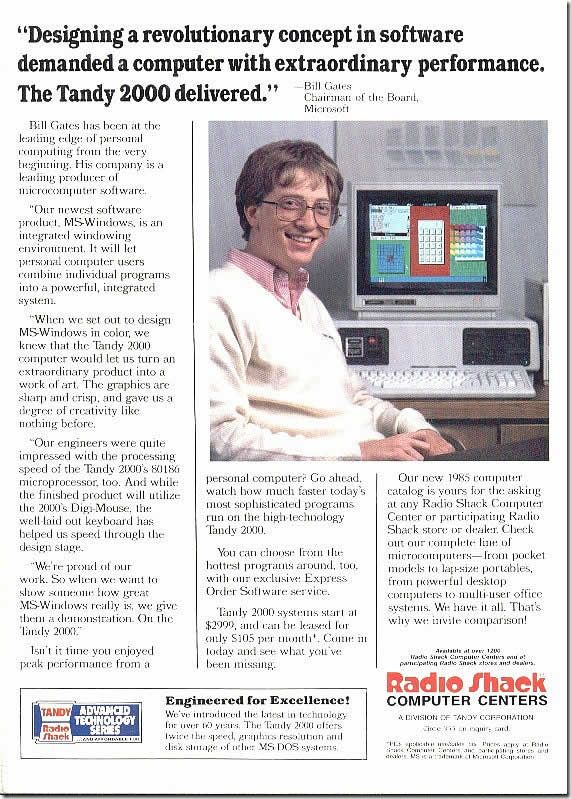 “Designing a revolutionary concept in software
demanded a computer with extraordinary performance.
The Tandy 2000 delivered.”
—Bill Gates
Chairman of the Board,
Microsoft
Bill Gates has been at the
leading edge of personal
computing from the very
beginning. His company is a
leading producer of
microcomputer software.
“Our newest software
product, MS-Windows, is an
integrated windowing
environment. It will let
personal computer users
combine individual programs
into a powerful, integrated
system.
“When we set out to design
MS-Windows in color, we
knew that the Tandy 2000
computer would let us turn an
extraordinary product into a
work of art. The graphics are
sharp and crisp, and gave us a
degree of creativity like
nothing before.
“Our engineers were quite
impressed with the processing
speed of the Tandy 2000's 80186
microprocessor, too. And while
the finished product will utilize
the 2000's Digi-Mouse, the
well-laid out keyboard has
helped us speed through the
design stage.
“We're proud of our
work. So when we want to
show someone how great
MS-Windows really is, we give
them a demonstration. On the
Tandy 2000.”
Isn't it time you enjoyed
peak performance from a
personal computer? Go ahead,
watch how much faster today's
most sophisticated programs
run on the high-technology
Tandy 2000.
You can choose from the
hottest programs around, too,
with our exclusive Express
Order Software service.
Tandy 2000 systems start at
$2999, and can be leased for
only $105 per month*. Come in
today and see what you've
been missing.
Our new 1985 computer
catalog is yours for the asking
at any Radio Shack Computer
Center or participating Radio
Shack store or dealer. Check
out our complete line of
microcomputers—from pocket
models to lap-size portables,
from powerful desktop
computers to multi-user office
systems. We have it all. That's
why we invite comparison!
Available at over 1200
Radio Shack Computer Centers and at
participating Radio Shack stores and dealers.
Radio Shack
COMPUTER CENTERS
A DIVISION OF TANDY CORPORATION
Circle 355 on inquiry card.
*Plus applicable use/sales tax. Prices apply at Radio
Shack Computer Centers and participating stores and
dealers. MS is a trademark of Microsoft Corporation.
TANDY
Radio
Shack
ADVANCED
TECHNOLOGY
SERIES
...AND AFFORDABLE TOO
Engineered for Excellence!
We've introduced the latest in technology
for over 60 years. The Tandy 2000 offers
twice the speed, graphics resolution and
disk storage of other MS-DOS systems.